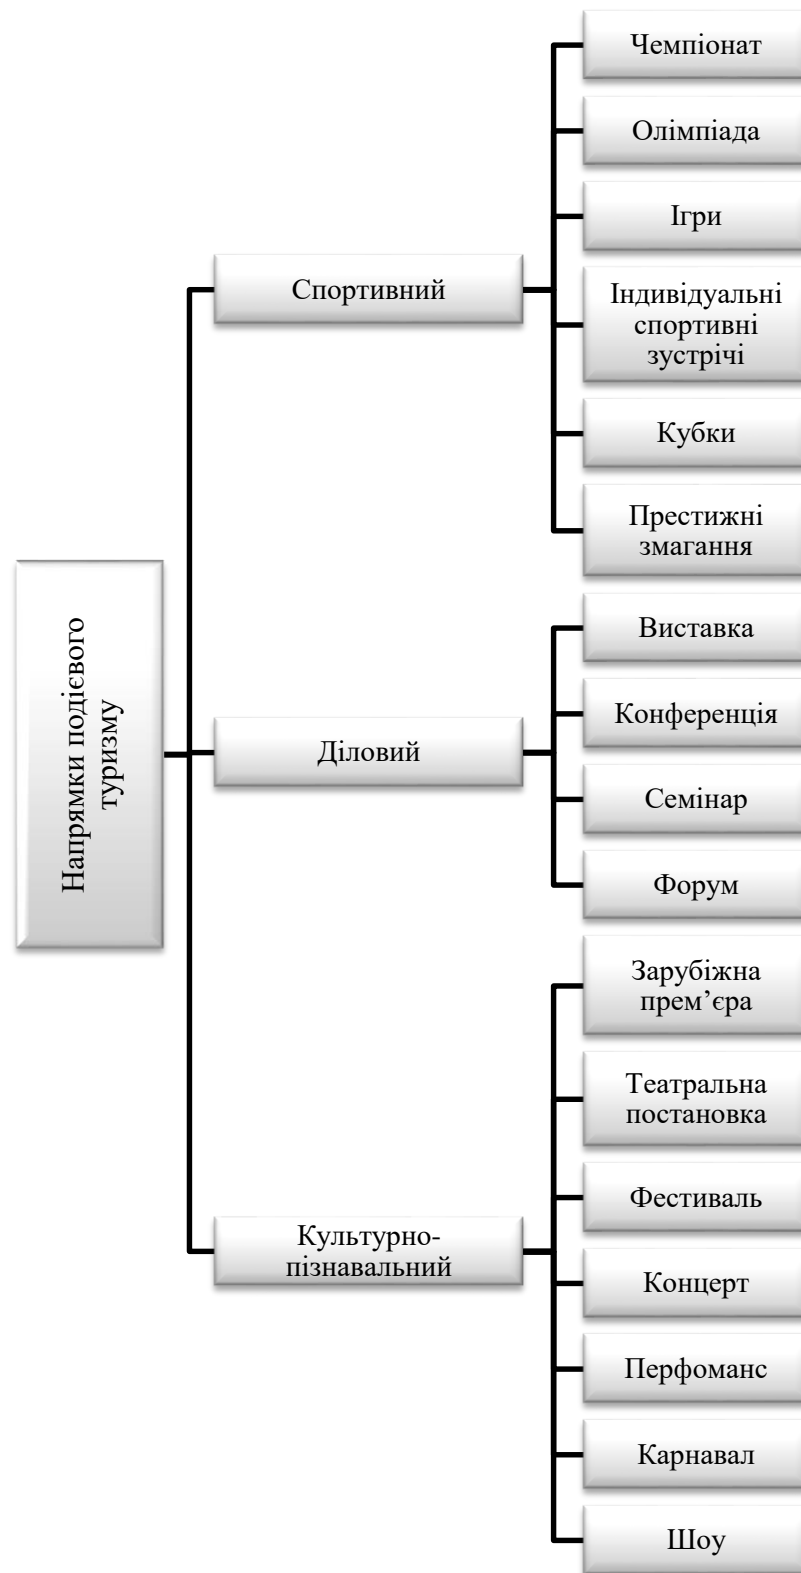 Напрямки подієвого
туризму
Спортивний
Чемпіонат
Олімпіада
Ігри
Індивідуальні
спортивні
зустрічі
Кубки
Престижні
змагання
Діловий
Виставка
Конференція
Семінар
Форум
Культурно-
пізнавальний
Зарубіжна
прем’єра
Театральна
постановка
Фестиваль
Концерт
Перфоманс
Карнавал
Шоу